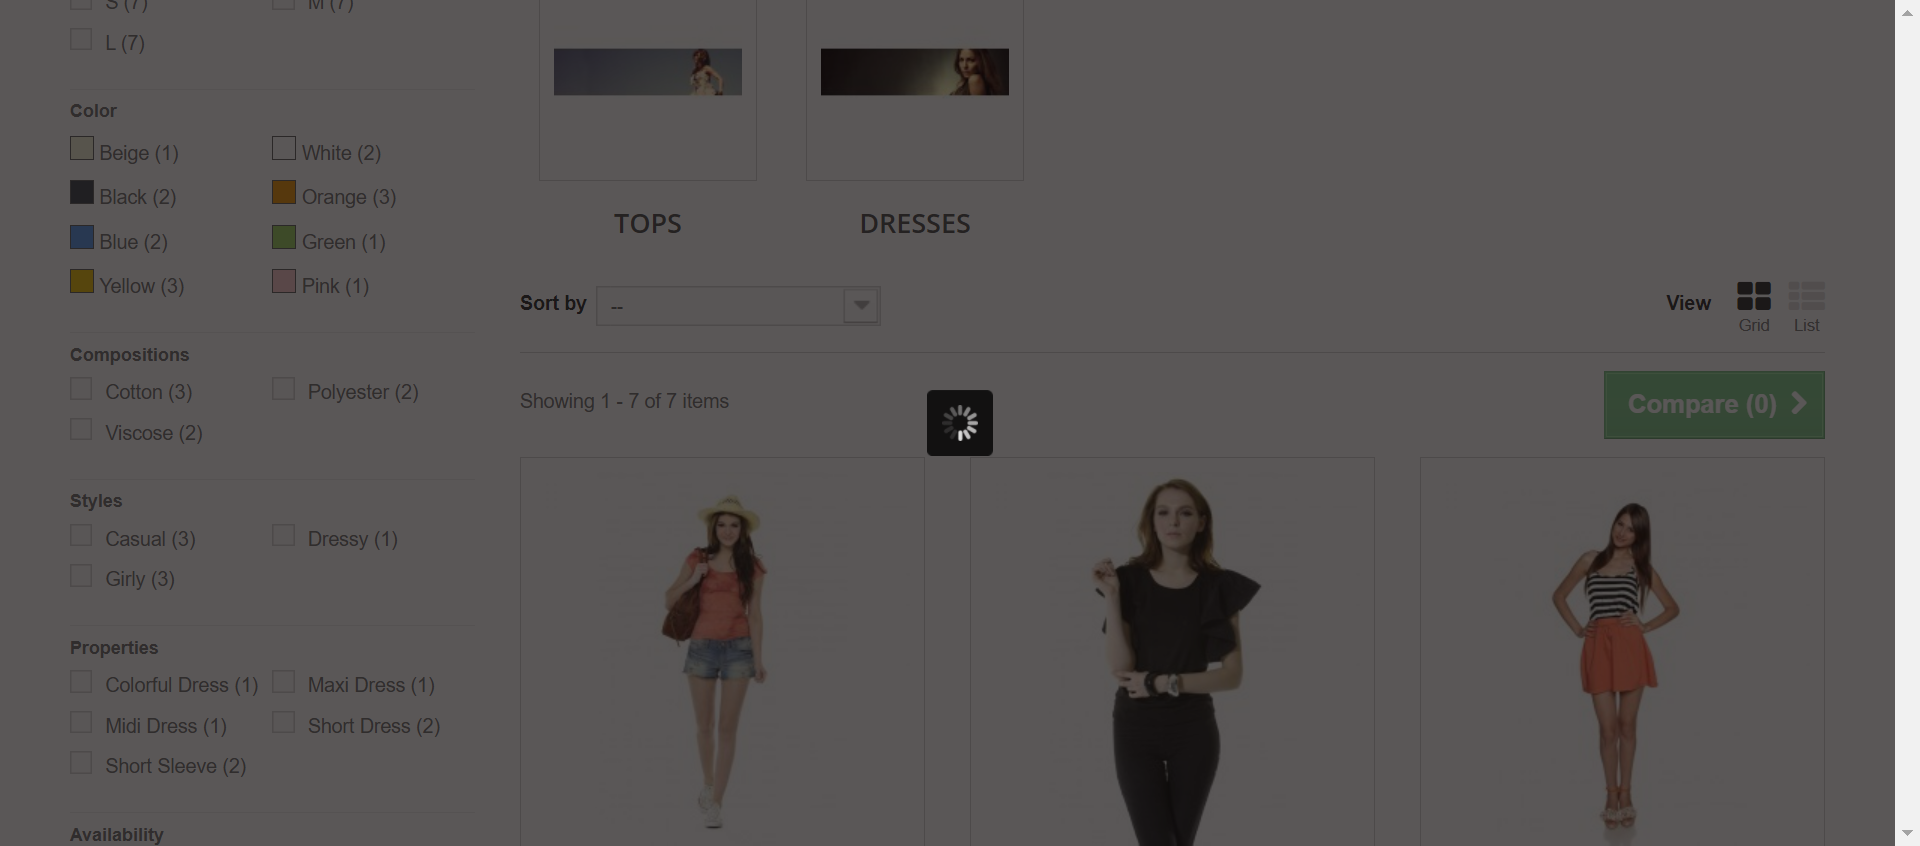 S (7)
M (7)
L (7)
Color
Beige (1)
White (2)
Black (2)
Orange (3)
Blue (2)
Green (1)
Yellow (3)
Pink (1)
Compositions
Cotton (3)
Polyester (2)
Viscose (2)
Styles
Casual (3)
Dressy (1)
Girly (3)
Properties
Colorful Dress (1)
Maxi Dress (1)
Midi Dress (1)
Short Dress (2)
Short Sleeve (2)
Availability
TOPS
DRESSES
Sort by
--
View
Grid
List
Showing 1 - 7 of 7 items
Compare (0)